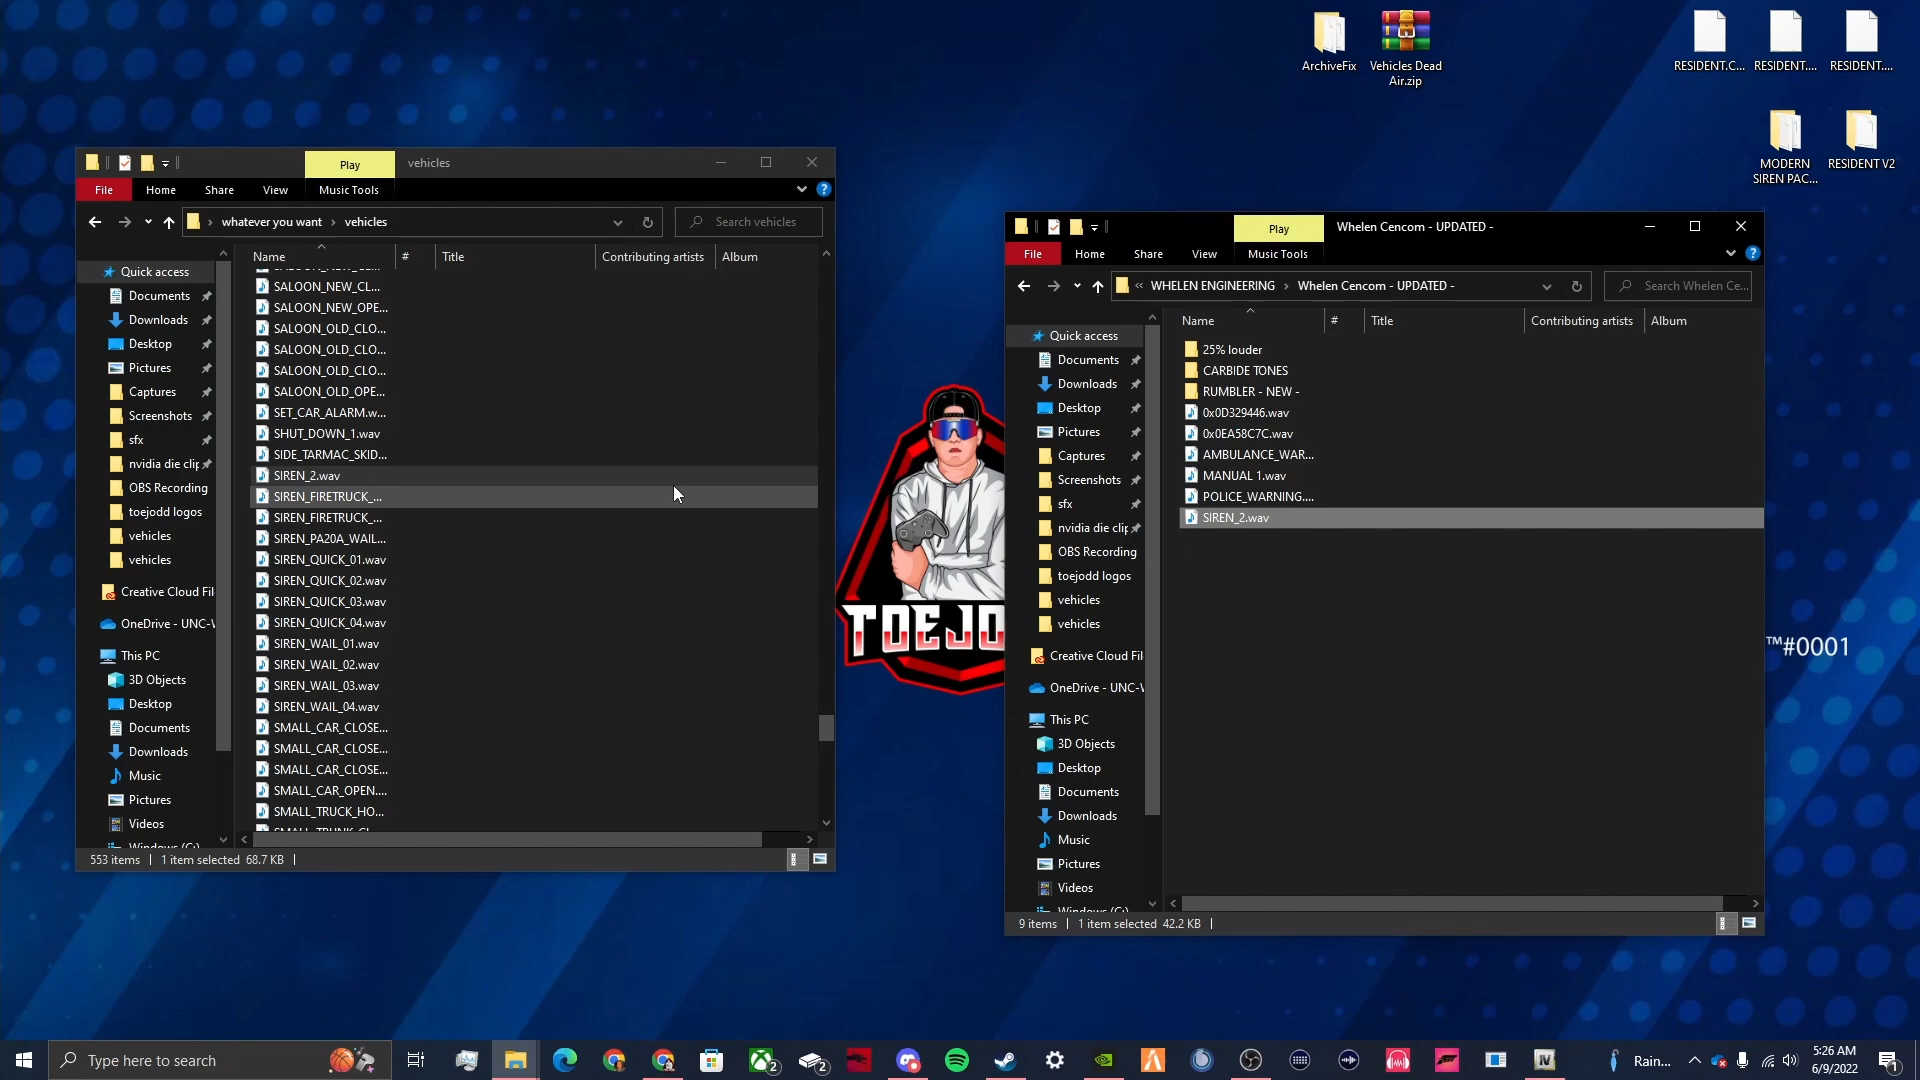 ArchiveFix
Vehicles Dead
Air.zip
RESIDENT.C...
RESIDENT....
RESIDENT....
MODERN
SIREN PAC...
RESIDENT V2
Play
vehicles
File
Home
Share
View
Music Tools
whatever you want
vehicles
Search vehicles
Name
#
Title
Contributing artists
Album
Quick access
Documents
Downloads
Desktop
Pictures
Captures
Screenshots
sfx
nvidia die clip
OBS Recording
toejodd logos
vehicles
vehicles
Creative Cloud Fil
OneDrive - UNC-W
This PC
3D Objects
Desktop
Documents
Downloads
Music
Pictures
Videos
Windows (C:)
SALOON_NEW_CL...
SALOON_NEW_OPE...
SALOON_OLD_CLO...
SALOON_OLD_CLO...
SALOON_OLD_CLO...
SALOON_OLD_OPE...
SET_CAR_ALARM.w...
SHUT_DOWN_1.wav
SIDE_TARMAC_SKID...
SIREN_2.wav
SIREN_FIRETRUCK_...
SIREN_FIRETRUCK_...
SIREN_PA20A_WAIL...
SIREN_QUICK_01.wav
SIREN_QUICK_02.wav
SIREN_QUICK_03.wav
SIREN_QUICK_04.wav
SIREN_WAIL_01.wav
SIREN_WAIL_02.wav
SIREN_WAIL_03.wav
SIREN_WAIL_04.wav
SMALL_CAR_CLOSE...
SMALL_CAR_CLOSE...
SMALL_CAR_CLOSE...
SMALL_CAR_OPEN....
SMALL_TRUCK_HO...
553 items
1 item selected 68.7 KB
TOEJO
™#0001
Play
Whelen Cencom - UPDATED -
File
Home
Share
View
Music Tools
« WHELEN ENGINEERING
Whelen Cencom - UPDATED -
Search Whelen Ce...
Name
#
Title
Contributing artists
Album
Quick access
Documents
Downloads
Desktop
Pictures
Captures
Screenshots
sfx
nvidia die clip
OBS Recording
toejodd logos
vehicles
vehicles
Creative Cloud Fil
OneDrive - UNC-W
This PC
3D Objects
Desktop
Documents
Downloads
Music
Pictures
Videos
Windows (C:)
25% louder
CARBIDE TONES
RUMBLER - NEW -
0x0D329446.wav
0x0EA58C7C.wav
AMBULANCE_WAR...
MANUAL 1.wav
POLICE_WARNING....
SIREN_2.wav
9 items
1 item selected 42.2 KB
Type here to search
2
2
Rain...
5:26 AM
6/9/2022
1